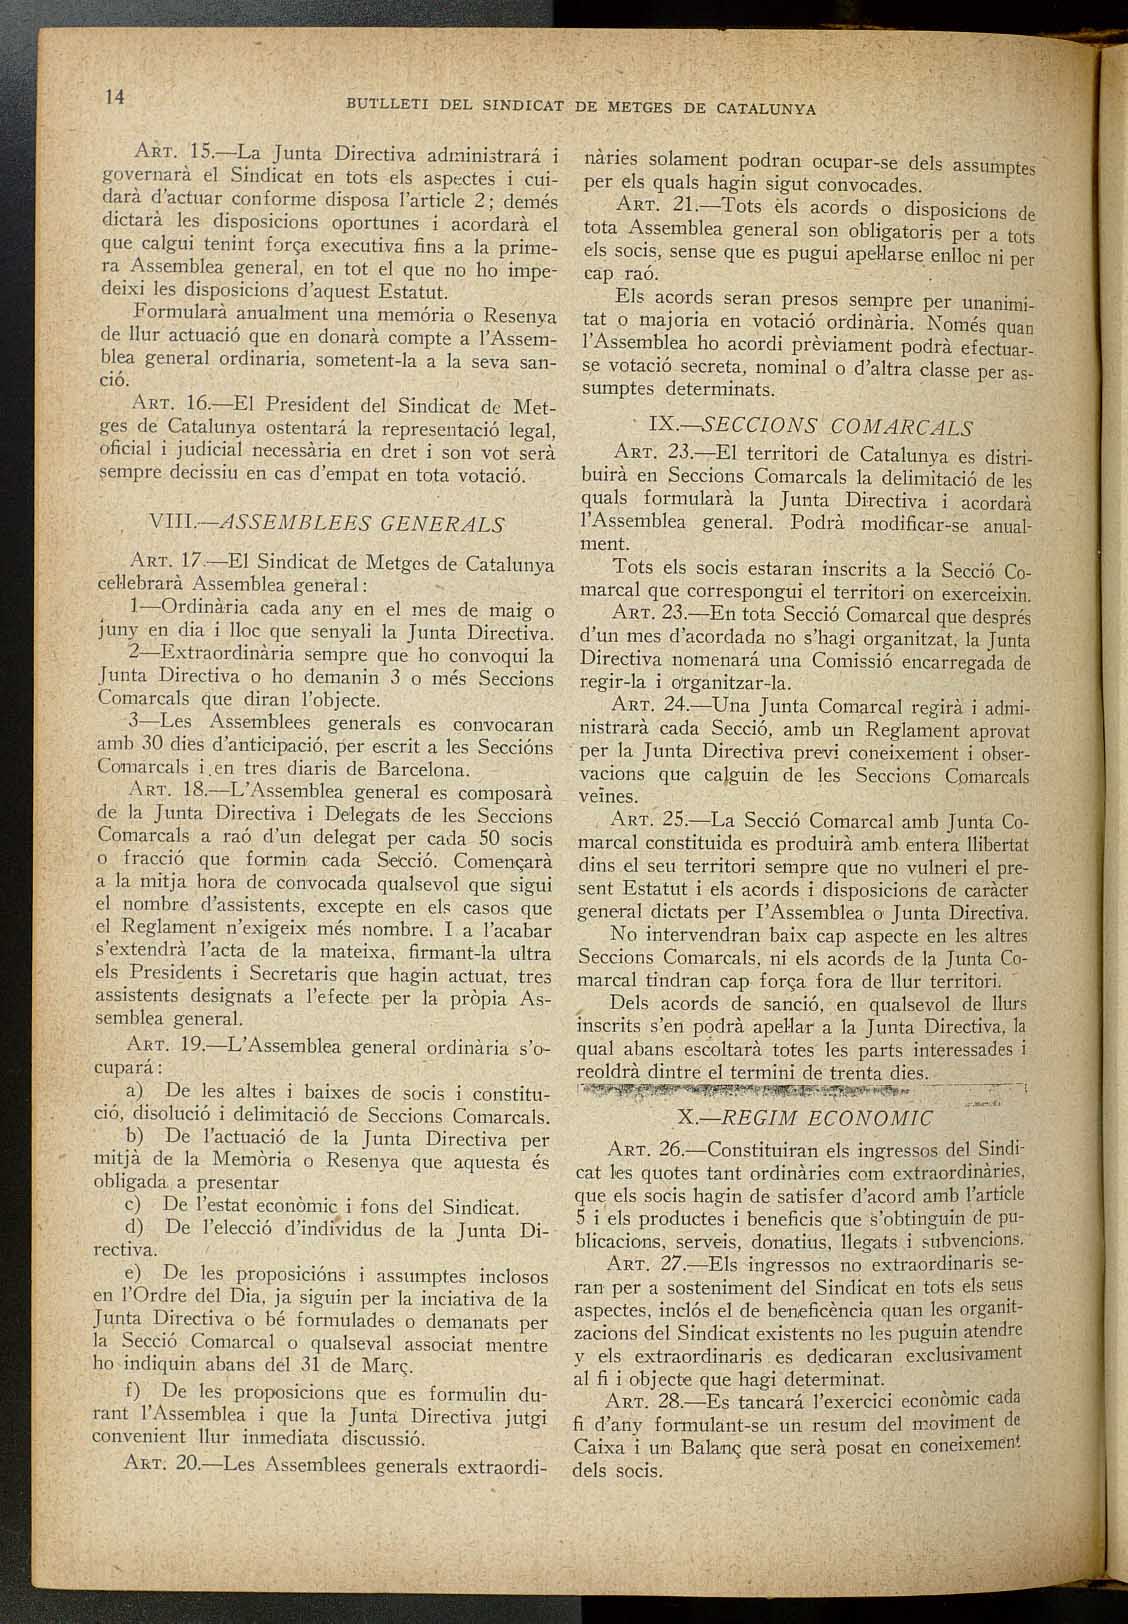 14
BUTLLETI DEL SINDICAT DE METGES DE CATALUNYA
ART. 15.—La Junta Directiva administrará i
governarà el Sindicat en tots els aspectes i cui-
darà d'actuar conforme disposa l'article 2; demés
dictarà les disposicions oportunes i acordarà el
que calgui tenint força executiva fins a la prime-
ra Assemblea general, en tot el que no ho impe-
deixi les disposicions d'aquest Estatut.
Formularà anualment una memória o Resenya
de llur actuació que en donarà compte a l'Assem-
blea general ordinaria, sometent-la a la seva san-
ció.
ART. 16.—El President del Sindicat de Met-
ges de Catalunya ostentará la representació legal,
oficial i judicial necessària en dret i son vot serà
sempre decissiu en cas d'empat en tota votació.
VIII.—ASSEMBLEES GENERALS
ART. 17.—El Sindicat de Metges de Catalunya
cel·lebrarà Assemblea general:
1—Ordinària cada any en el mes de maig o
juny en dia i lloc que senyali la Junta Directiva.
2—Extraordinària sempre que ho convoqui la
Junta Directiva o ho demanin 3 o més Seccions
Comarcals que diran l'objecte.
3—Les Assemblees generals es convocaran
amb 30 dies d'anticipació, per escrit a les Seccións
Comarcals i en tres diaris de Barcelona.
ART. 18.—L'Assemblea general es composarà
de la Junta Directiva i Delegats de les Seccions
Comarcals a raó d'un delegat per cada 50 socis
o fracció que formin cada Secció. Començarà
a la mitja hora de convocada qualsevol que sigui
el nombre d'assistents, excepte en els casos que
el Reglament n'exigeix més nombre. I a l'acabar
s'extendrà l'acta de la mateixa, firmant-la ultra
els Presidents i Secretaris que hagin actuat, tres
assistents designats a l'efecte per la pròpia As-
semblea general.
ART. 19.—L'Assemblea general ordinària s'o-
cupará:
a) De les altes i baixes de socis i constitu-
ció, disolució i delimitació de Seccions Comarcals.
b) De l'actuació de la Junta Directiva per
mitjà de la Memòria o Resenya que aquesta és
obligada a presentar
c) De l'estat econòmic i fons del Sindicat.
d) De l'elecció d'individus de la Junta Di-
rectiva.
e) De les proposicións i assumptes inclosos
en l'Ordre del Dia, ja siguin per la inciativa de la
Junta Directiva o bé formulades o demanats per
la Secció Comarcal o qualseval associat mentre
ho indiquin abans del 31 de Març.
f) De les proposicions que es formulin du-
rant l'Assemblea i que la Junta Directiva jutgi
convenient llur inmediata discussió.
ART. 20.—Les Assemblees generals extraordi-
nàries solament podran ocupar-se dels assumptes
per els quals hagin sigut convocades.
ART. 21.—Tots els acords o disposicions de
tota Assemblea general son obligatoris per a tots
els socis, sense que es pugui apel·larse enlloc ni per
cap raó.
Els acords seran presos sempre per unanimi-
tat o majoria en votació ordinària. Només quan
l'Assemblea ho acordi prèviament podrà efectuar-
se votació secreta, nominal o d'altra classe per as-
sumptes determinats.
IX.—SECCIONS COMARCALS
ART. 23.—El territori de Catalunya es distri-
buirà en Seccions Comarcals la delimitació de les
quals formularà la Junta Directiva i acordarà
l'Assemblea general. Podrà modificar-se anual-
ment.
Tots els socis estaran inscrits a la Secció Co-
marcal que correspongui el territori on exerceixin.
ART. 23.—En tota Secció Comarcal que després
d'un mes d'acordada no s'hagi organitzat, la Junta
Directiva nomenará una Comissió encarregada de
regir-la i organitzar-la.
ART. 24.—Una Junta Comarcal regirà i admi-
nistrarà cada Secció, amb un Reglament aprovat
per la Junta Directiva previ coneixement i obser-
vacions que calguin de les Seccions Comarcals
veïnes.
ART. 25.—La Secció Comarcal amb Junta Co-
marcal constituida es produirà amb entera llibertat
dins el seu territori sempre que no vulneri el pre-
sent Estatut i els acords i disposicions de caràcter
general dictats per l'Assemblea o Junta Directiva.
No intervendran baix cap aspecte en les altres
Seccions Comarcals, ni els acords de la Junta Co-
marcal tindran cap força fora de llur territori.
Dels acords de sanció, en qualsevol de llurs
inscrits s'en podrà apel·lar a la Junta Directiva, la
qual abans escoltarà totes les parts interessades i
reoldrà dintre el termini de trenta dies.
X.—REGIM ECONOMIC
ART. 26.—Constituiran els ingressos del Sindi-
cat les quotes tant ordinàries com extraordinàries,
que els socis hagin de satisfer d'acord amb l'article
5 i els productes i beneficis que s'obtinguin de pu-
blicacions, serveis, donatius, llegats i subvencions.
ART. 27.—Els ingressos no extraordinaris se-
ran per a sosteniment del Sindicat en tots els seus
aspectes, inclós el de beneficència quan les organit-
zacions del Sindicat existents no les puguin atendre
y els extraordinaris es dedicaran exclusivament
al fi i objecte que hagi determinat.
ART. 28.—Es tancará l'exercici econòmic cada
fi d'any formulant-se un resum del moviment de
Caixa i un Balanç que serà posat en coneixement
dels socis.